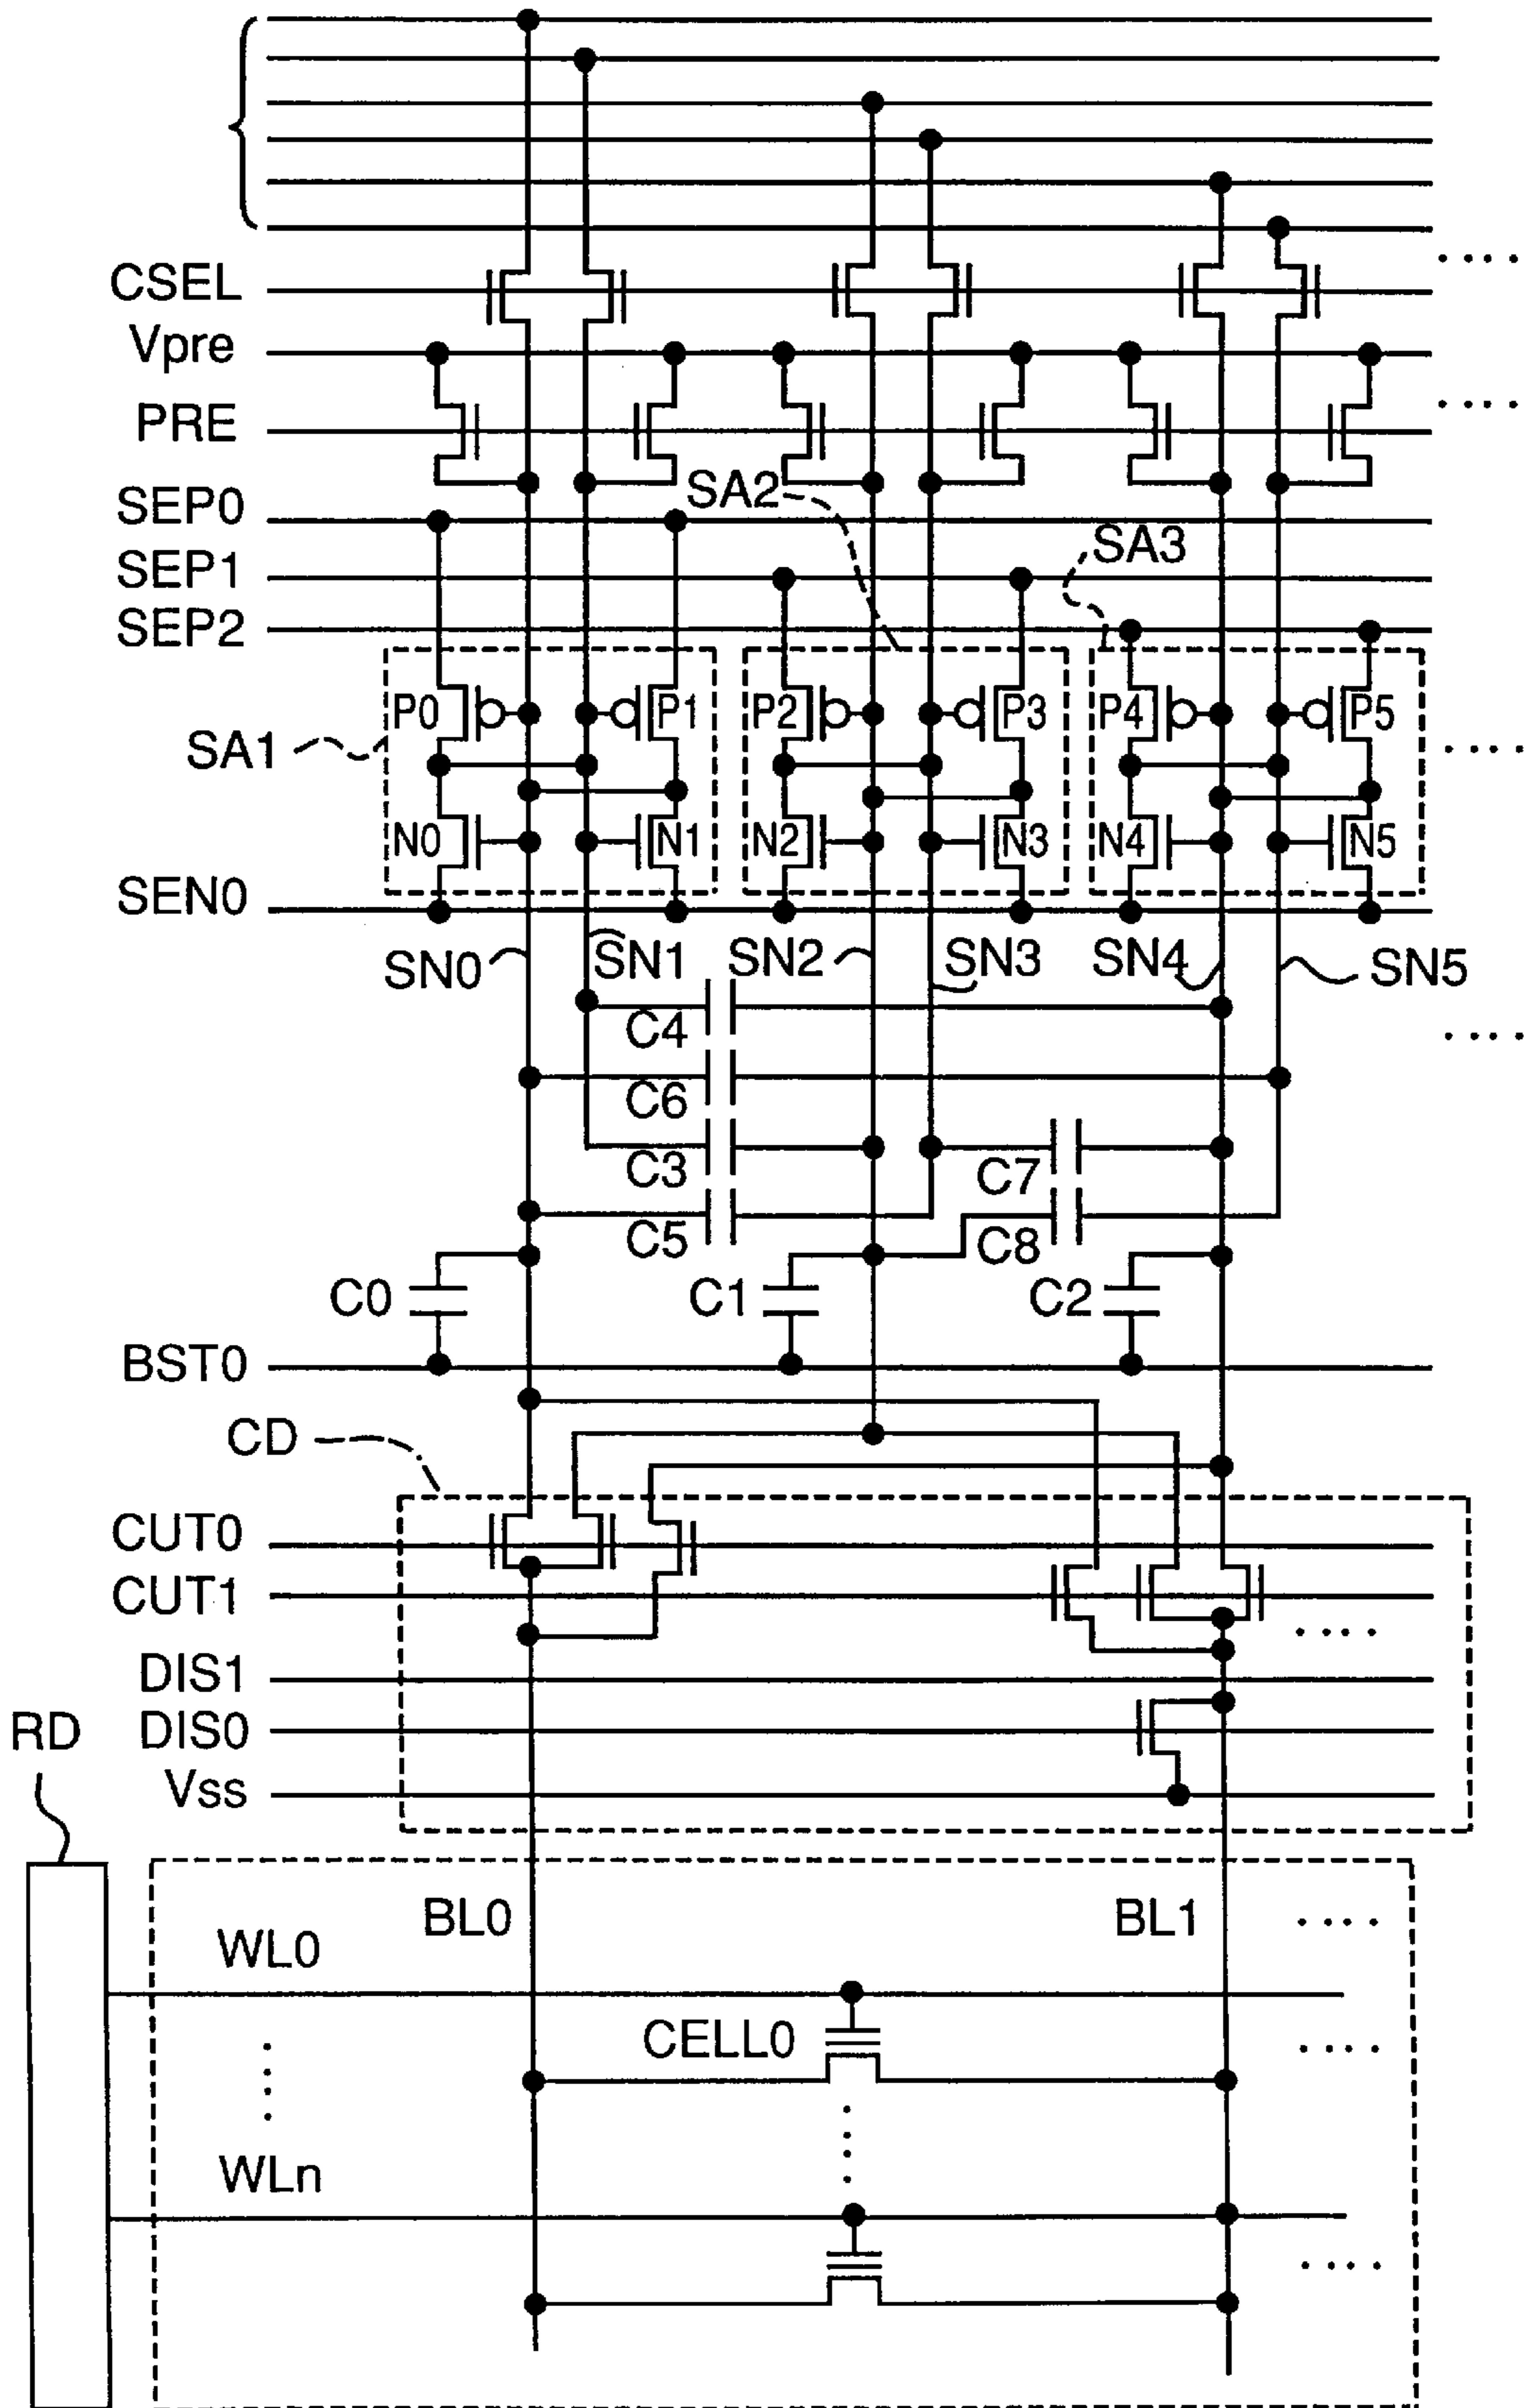 CSEL
Vpre
PRE
SEP0
SA2
SEP1
SA3
SEP2
P0 P1 P2 P3 P4 P5
SA1
N0 N1 N2 N3 N4 N5
SEN0
SN0 SN1 SN2 SN3 SN4 SN5
C4
C6
C3 C7
C5 C8
C0 C1 C2
BST0
CD
CUT0
CUT1
DIS1
RD DIS0
Vss
BL0 BL1
WL0
CELL0
WLn